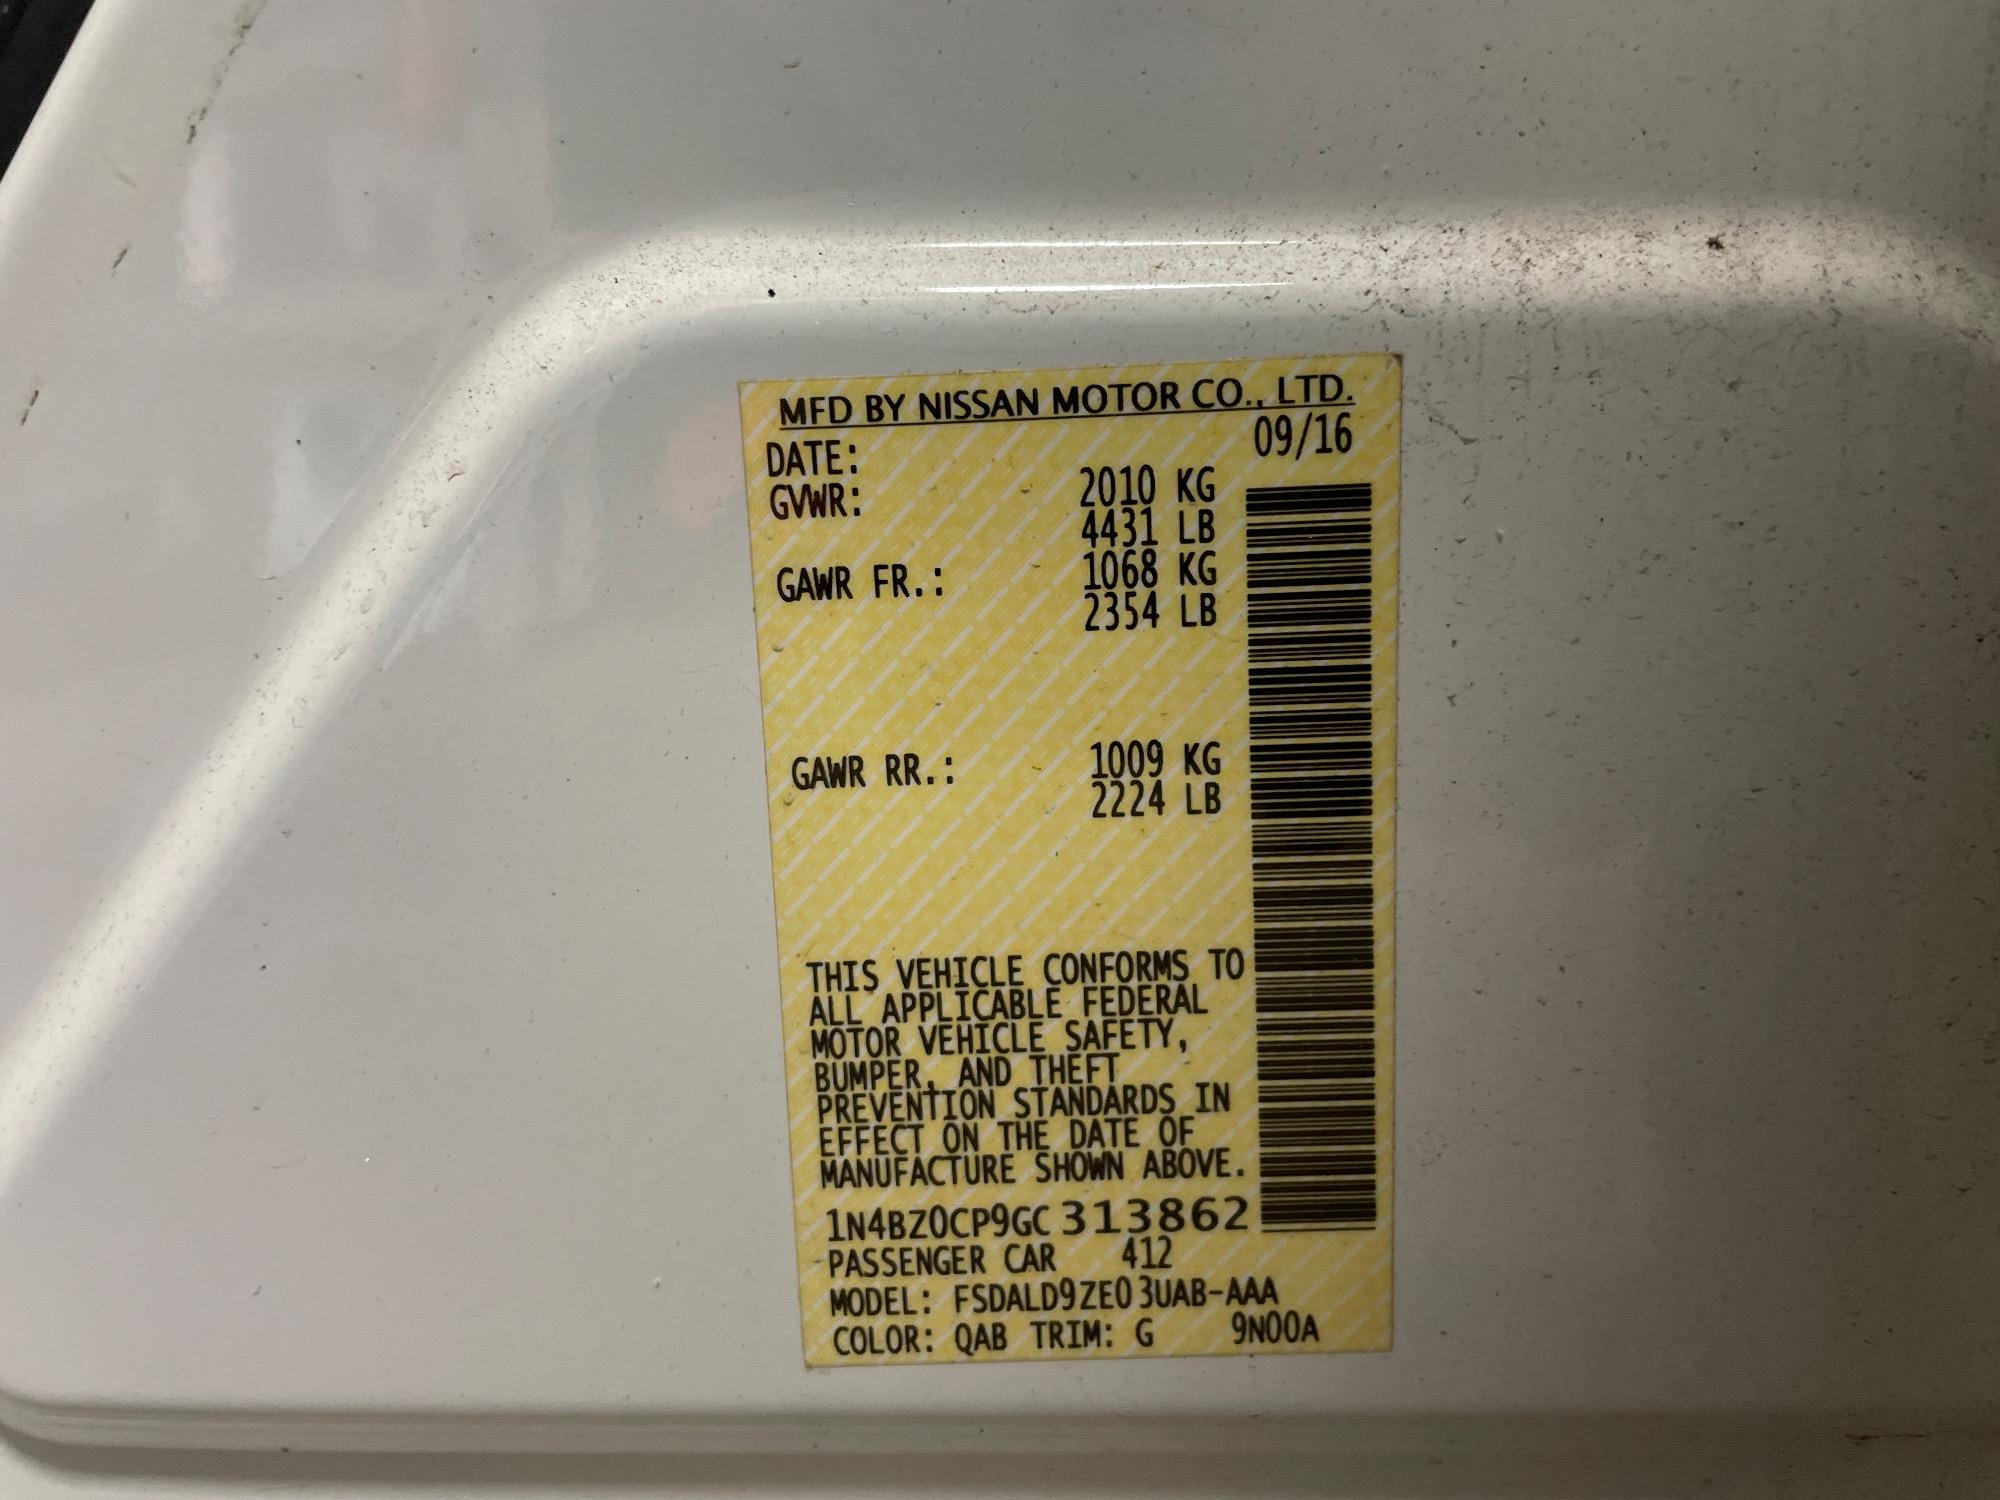 MFD BY NISSAN MOTOR CO., LTD.
DATE: 09/16
GVWR: 2010 KG
4431 LB
GAWR FR.: 1068 KG
2354 LB
GAWR RR.: 1009 KG
2224 LB
THIS VEHICLE CONFORMS TO
ALL APPLICABLE FEDERAL
MOTOR VEHICLE SAFETY,
BUMPER, AND THEFT
PREVENTION STANDARDS IN
EFFECT ON THE DATE OF
MANUFACTURE SHOWN ABOVE.
1N4BZ0CP9GC313862
PASSENGER CAR 412
MODEL: FSDALD9ZE03UAB-AAA
COLOR: QAB TRIM: G 9N00A